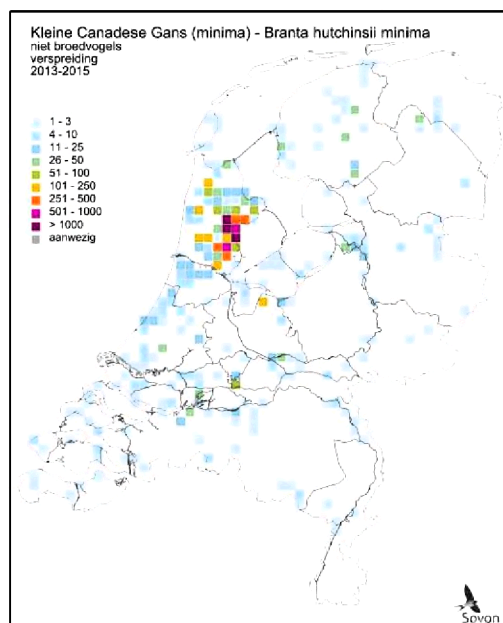 Kleine Canadese Gans (minima) - Branta hutchinsii minima
niet broedvogels
verspreiding
2013-2015
1 - 3
4 - 10
11 - 25
26 - 50
51 - 100
101 - 250
251 - 500
501 - 1000
> 1000
aanwezig
Sovon